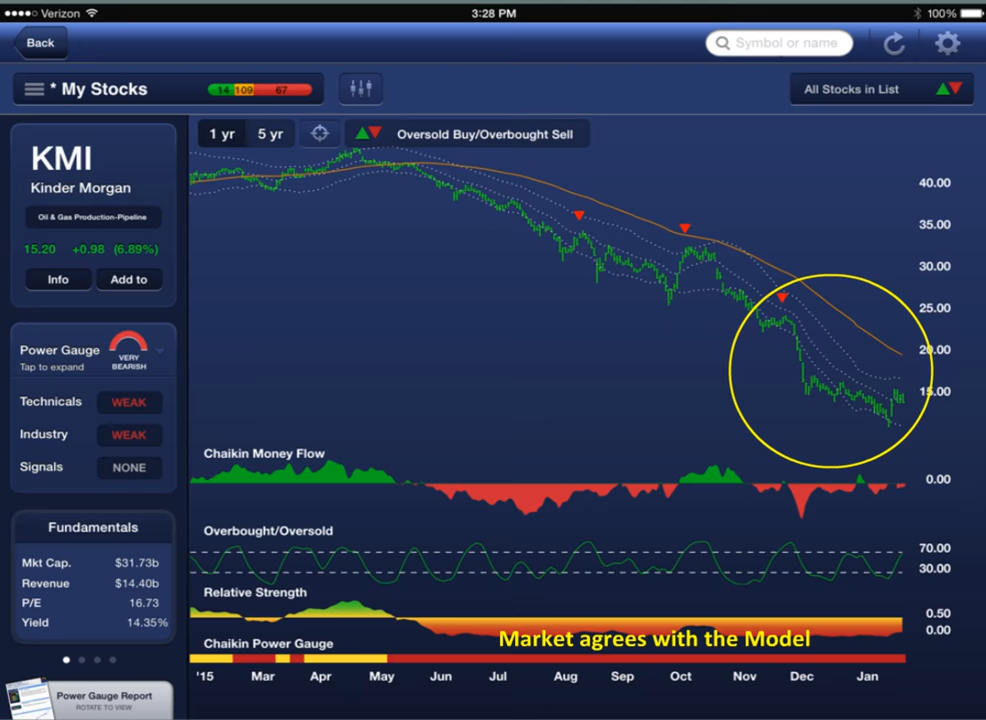 Verizon
3:28 PM
100%
Back
Symbol or name
* My Stocks
14 109 67
All Stocks in List
KMI
Kinder Morgan
Oil & Gas Production-Pipeline
15.20 +0.98 (6.89%)
Info Add to
Power Gauge
Tap to expand
VERY
BEARISH
Technicals WEAK
Industry WEAK
Signals NONE
Fundamentals
Mkt Cap. $31.73b
Revenue $14.40b
P/E 16.73
Yield 14.35%
Power Gauge Report
ROTATE TO VIEW
1 yr 5 yr Oversold Buy/Overbought Sell
40.00
35.00
30.00
25.00
20.00
15.00
Chaikin Money Flow
0.00
Overbought/Oversold
70.00
30.00
Relative Strength
0.50
0.00
Market agrees with the Model
Chaikin Power Gauge
'15 Mar Apr May Jun Jul Aug Sep Oct Nov Dec Jan